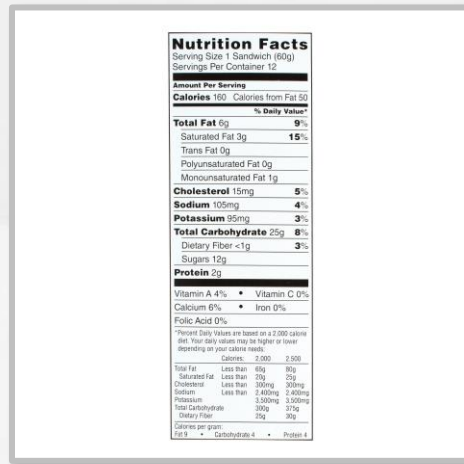 Nutrition Facts
Serving Size 1 Sandwich (60g)
Servings Per Container 12
Amount Per Serving
Calories 160 Calories from Fat 50
% Daily Value*
Total Fat 6g 9%
Saturated Fat 3g 15%
Trans Fat 0g
Polyunsaturated Fat 0g
Monounsaturated Fat 1g
Cholesterol 15mg 5%
Sodium 105mg 4%
Potassium 95mg 3%
Total Carbohydrate 25g 8%
Dietary Fiber <1g 3%
Sugars 12g
Protein 2g
Vitamin A 4% • Vitamin C 0%
Calcium 6% • Iron 0%
Folic Acid 0%
*Percent Daily Values are based on a 2,000 calorie
diet. Your daily values may be higher or lower
depending on your calorie needs:
Calories: 2,000 2,500
Total Fat Less than 65g 80g
Saturated Fat Less than 20g 25g
Cholesterol Less than 300mg 300mg
Sodium Less than 2,400mg 2,400mg
Potassium 3,500mg 3,500mg
Total Carbohydrate 300g 375g
Dietary Fiber 25g 30g
Calories per gram:
Fat 9 • Carbohydrate 4 • Protein 4